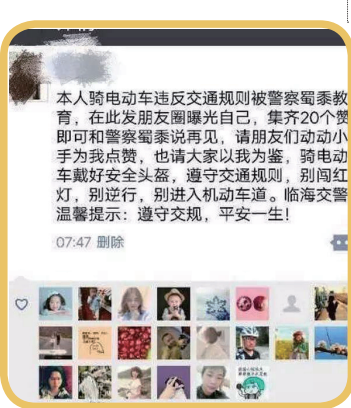 本人骑电动车违反交通规则被警察蜀黍教
育，在此发朋友圈曝光自己，集齐20个赞
即可和警察蜀黍说再见，请朋友们动动小
手为我点赞，也请大家以我为鉴，骑电动
车戴好安全头盔，遵守交通规则，别闯红
灯，别逆行，别进入机动车道。临海交警
温馨提示：遵守交规，平安一生！
07:47 删除